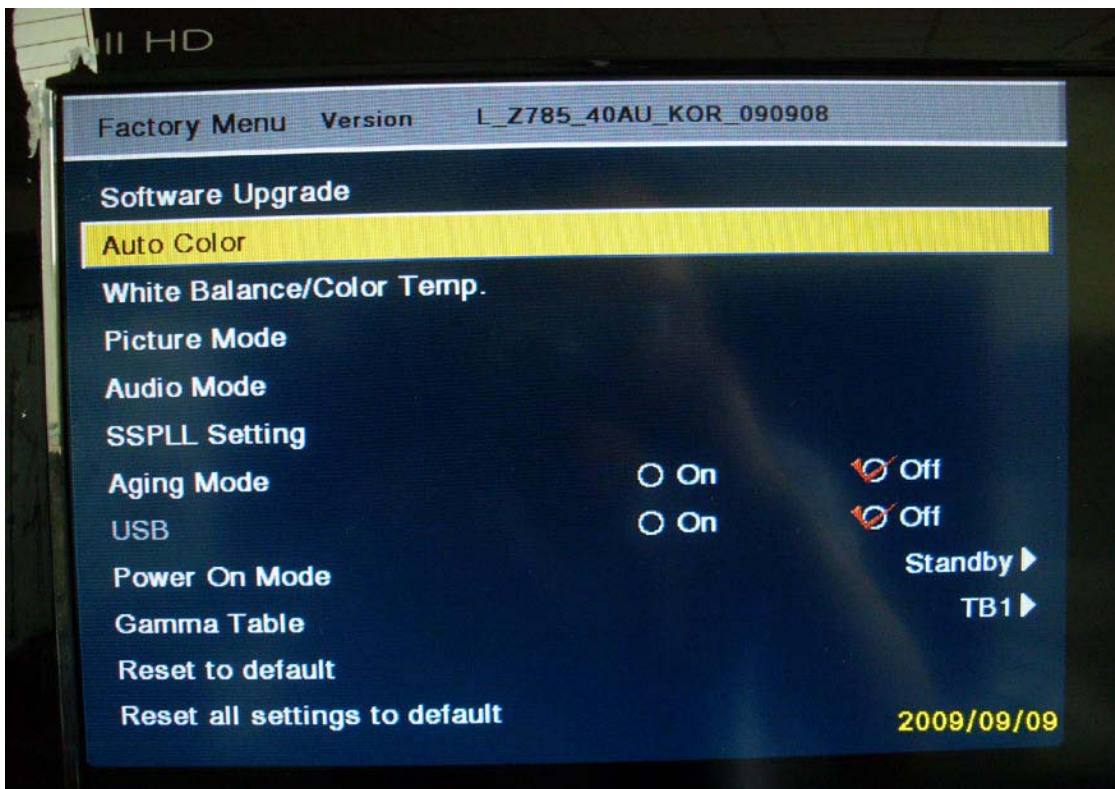 ll HD
Factory Menu Version L_Z785_40AU_KOR_090908
Software Upgrade
Auto Color
White Balance/Color Temp.
Picture Mode
Audio Mode
SSPLL Setting
Aging Mode On Off
USB On Off
Power On Mode Standby
Gamma Table TB1
Reset to default
Reset all settings to default
2009/09/09